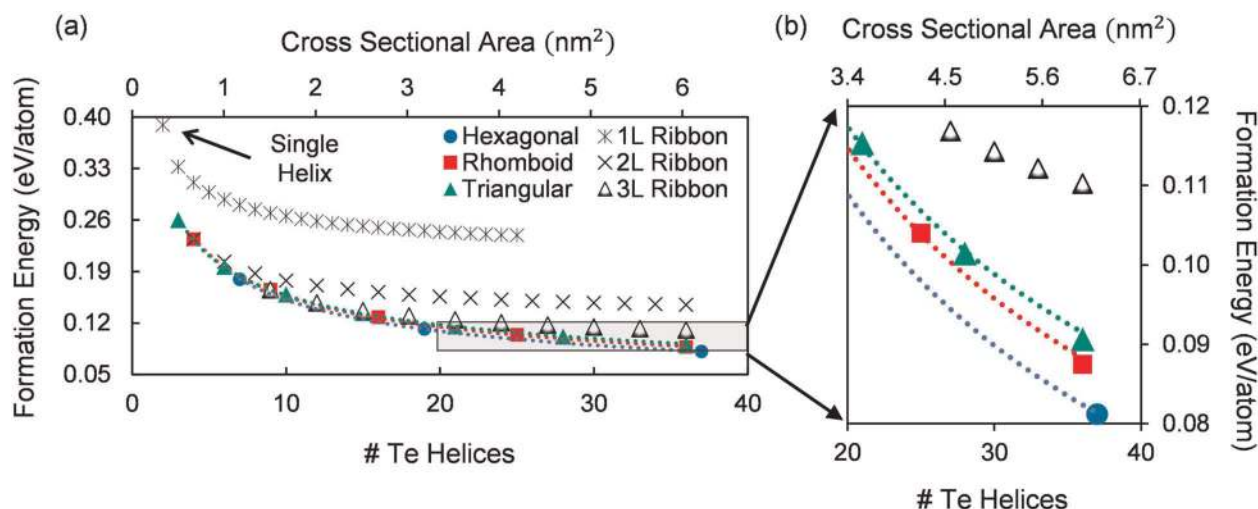 (a)
Cross Sectional Area (nm²)
0 1 2 3 4 5 6
Formation Energy (eV/atom)
0.40
0.33
0.26
0.19
0.12
0.05
Single
Helix
Hexagonal
Rhomboid
Triangular
1L Ribbon
2L Ribbon
3L Ribbon
0 10 20 30 40
# Te Helices
(b)
Cross Sectional Area (nm²)
3.4 4.5 5.6 6.7
0.12
0.11
0.10
0.09
0.08
Formation Energy (eV/atom)
20 30 40
# Te Helices